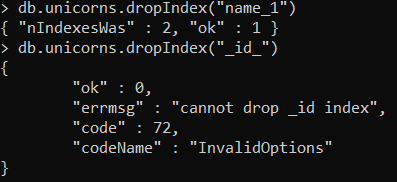 > db.unicorns.dropIndex("name_1")
{ "nIndexesWas" : 2, "ok" : 1 }
> db.unicorns.dropIndex("_id_")
{
        "ok" : 0,
        "errmsg" : "cannot drop _id index",
        "code" : 72,
        "codeName" : "InvalidOptions"
}